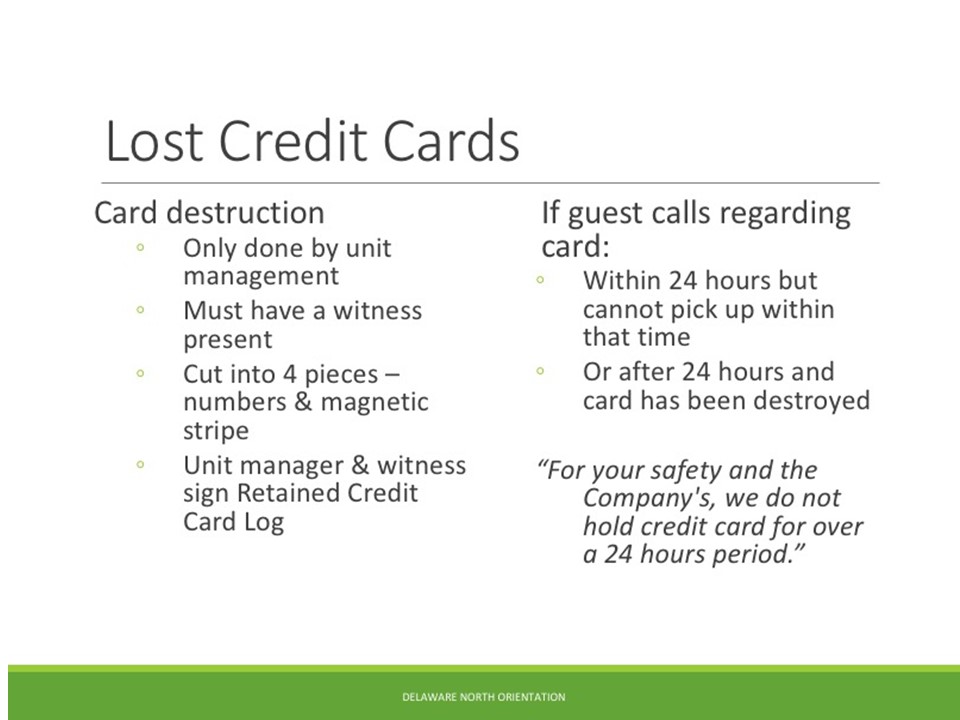 Lost Credit Cards
Card destruction
◦ Only done by unit
management
◦ Must have a witness
present
◦ Cut into 4 pieces –
numbers & magnetic
stripe
◦ Unit manager & witness
sign Retained Credit
Card Log
If guest calls regarding
card:
◦ Within 24 hours but
cannot pick up within
that time
◦ Or after 24 hours and
card has been destroyed
“For your safety and the
Company's, we do not
hold credit card for over
a 24 hours period.”
DELAWARE NORTH ORIENTATION